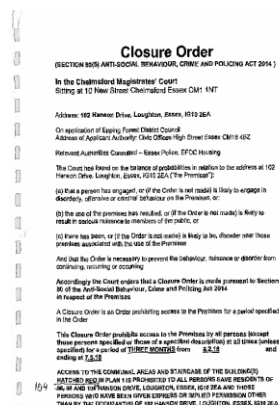 Closure Order
(SECTION 80(5) ANTI-SOCIAL BEHAVIOUR, CRIME AND POLICING ACT 2014 )
In the Chelmsford Magistrates' Court
Sitting at 10 New Street Chelmsford Essex CM1 1NT
Address: 102 Hanson Drive, Loughton, Essex, IG10 2EA
On application of Epping Forest District Council
Address of Applicant Authority: Civic Offices High Street Essex CM16 4BZ
Relevant Authorities Consulted – Essex Police, EFDC Housing
The Court has found on the balance of probabilities in relation to the address at 102
Hanson Drive, Loughton, Essex, IG10 2EA ("the Premises"):
(a) that a person has engaged, or (if the Order is not made) is likely to engage in
disorderly, offensive or criminal behaviour on the Premises, or:
(b) the use of the premises has resulted, or (if the Order is not made) is likely to
result in serious nuisance to members of the public, or
(c) there has been, or (if the Order is not made) is likely to be, disorder near those
premises associated with the use of the Premises
And that the Order is necessary to prevent the behaviour, nuisance or disorder from
continuing, recurring or occurring
Accordingly the Court orders that a Closure Order is made pursuant to Section
80 of the Anti-Social Behaviour, Crime and Policing Act 2014
in respect of the Premises
A Closure Order is an Order prohibiting access to the Premises for a period specified
in the Order
This Closure Order prohibits access to the Premises by all persons (except
those persons specified or those of a specified description) at all times (unless
specified) for a period of THREE MONTHS from and
ending at 7.5.18
ACCESS TO THE COMMUNAL AREAS AND STAIRCASE OF THE BUILDING(S)
HATCHED RED IN PLAN 1 IS PROHIBITED TO ALL PERSONS SAVE RESIDENTS OF
104 AND 106 HANSON DRIVE, LOUGHTON, ESSEX, IG10 2EA AND THOSE
PERSONS WHO HAVE BEEN GIVEN EXPRESS OR IMPLIED PERMISSION OTHER
THAN BY THE OCCUPANT(S) OF 102 HANSON DRIVE, LOUGHTON, ESSEX, IG10 2EA